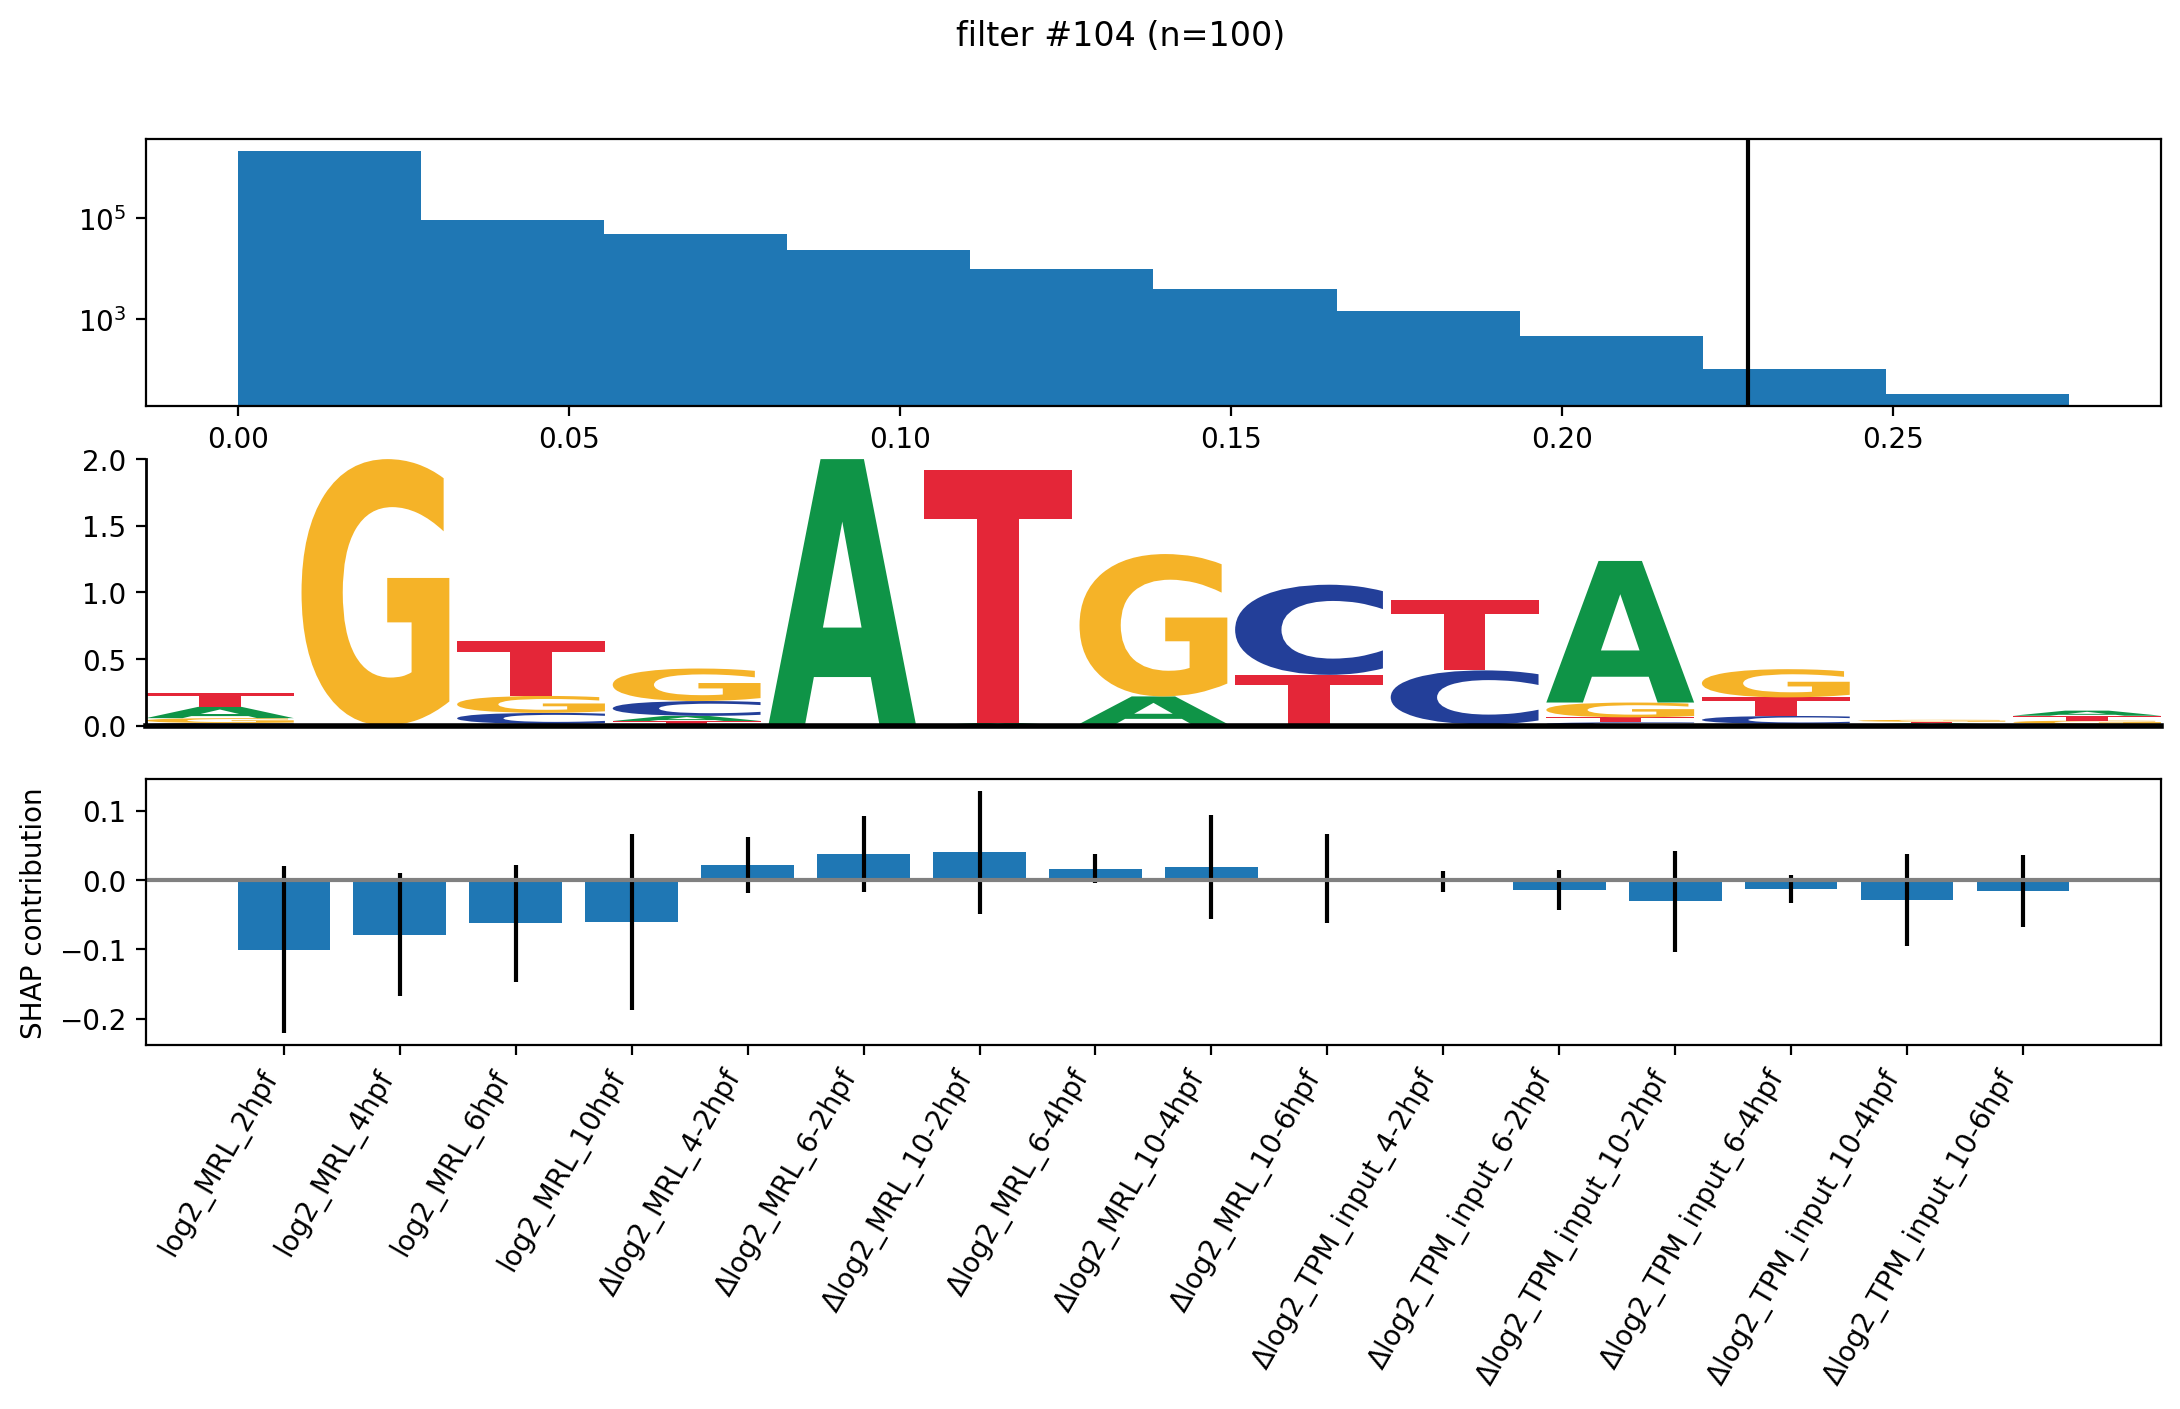 filter #104 (n=100)
10^5
10^3
0.00 0.05 0.10 0.15 0.20 0.25
2.0
1.5
1.0
0.5
0.0
SHAP contribution
0.1
0.0
−0.1
−0.2
log2_MRL_2hpf
log2_MRL_4hpf
log2_MRL_6hpf
log2_MRL_10hpf
Δlog2_MRL_4-2hpf
Δlog2_MRL_6-2hpf
Δlog2_MRL_10-2hpf
Δlog2_MRL_6-4hpf
Δlog2_MRL_10-4hpf
Δlog2_MRL_10-6hpf
Δlog2_TPM_input_4-2hpf
Δlog2_TPM_input_6-2hpf
Δlog2_TPM_input_10-2hpf
Δlog2_TPM_input_6-4hpf
Δlog2_TPM_input_10-4hpf
Δlog2_TPM_input_10-6hpf